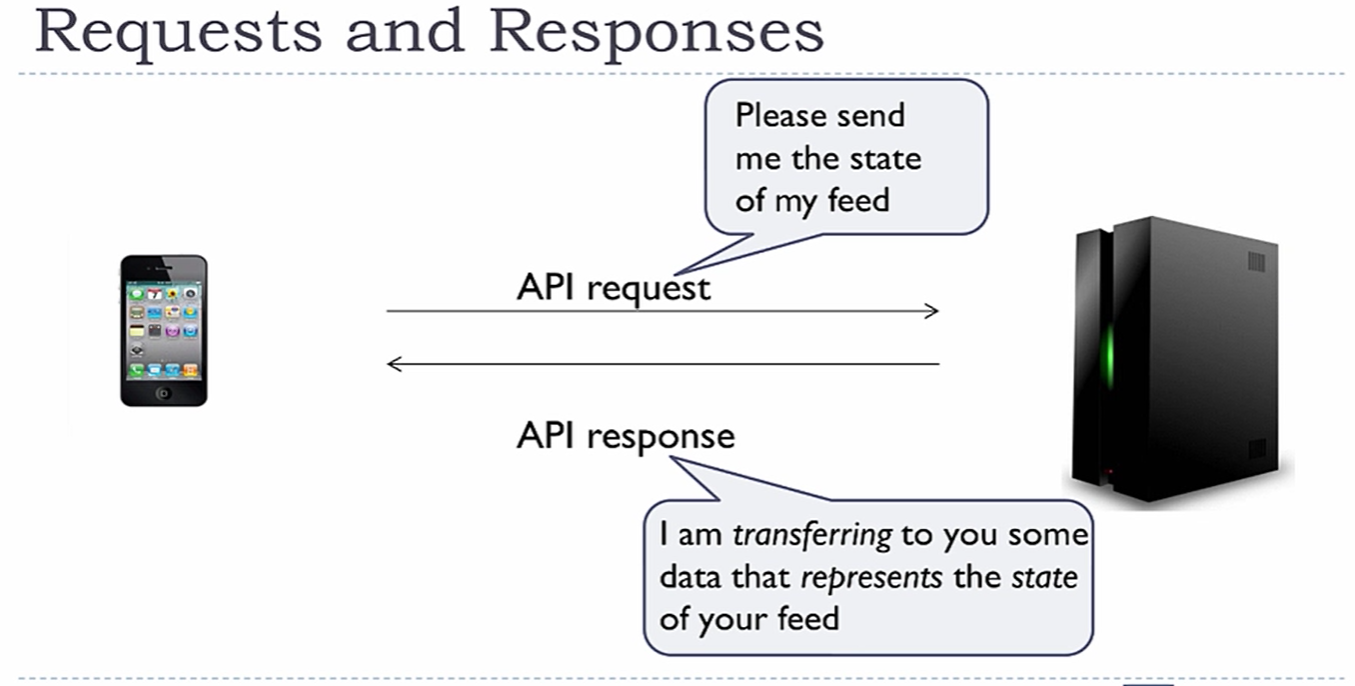 Requests and Responses
Please send
me the state
of my feed
API request
API response
I am transferring to you some
data that represents the state
of your feed